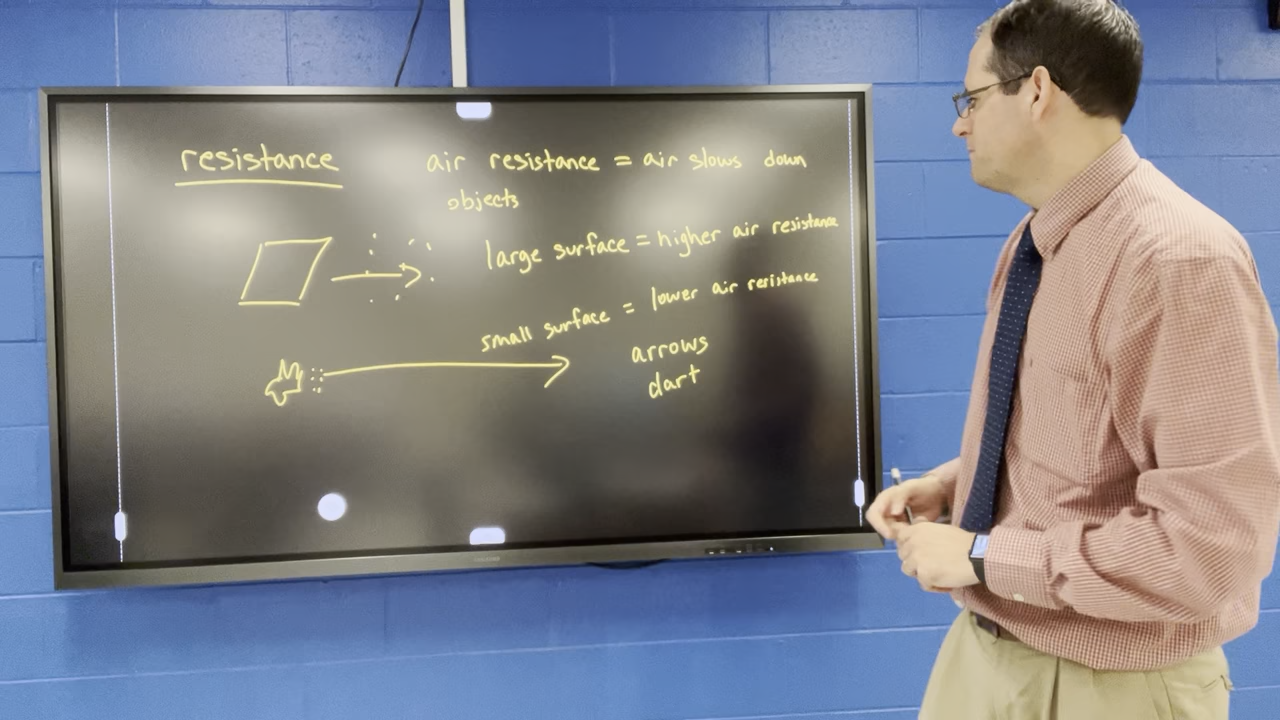 resistance
air resistance = air slows down
objects
large surface = higher air resistance
small surface = lower air resistance
arrows
dart